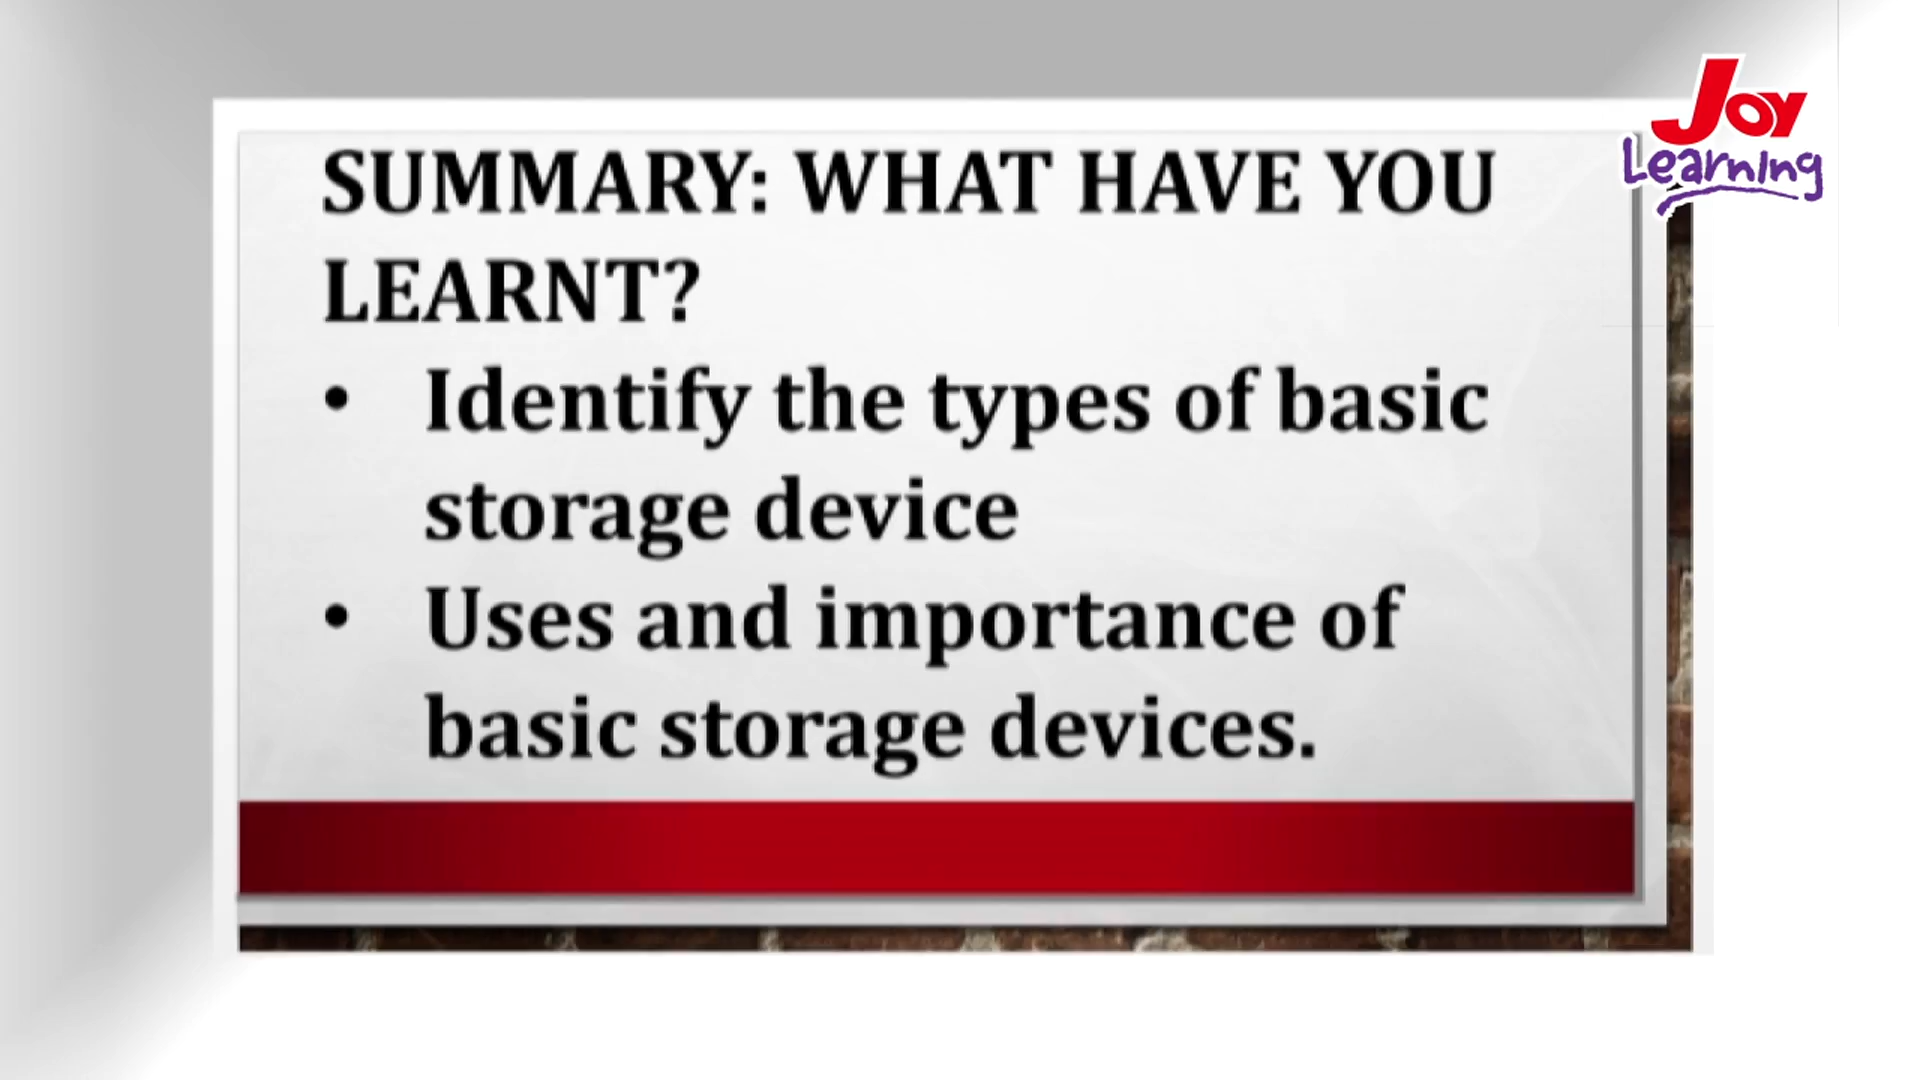 Joy
Learning
SUMMARY: WHAT HAVE YOU
LEARNT?
• Identify the types of basic
storage device
• Uses and importance of
basic storage devices.